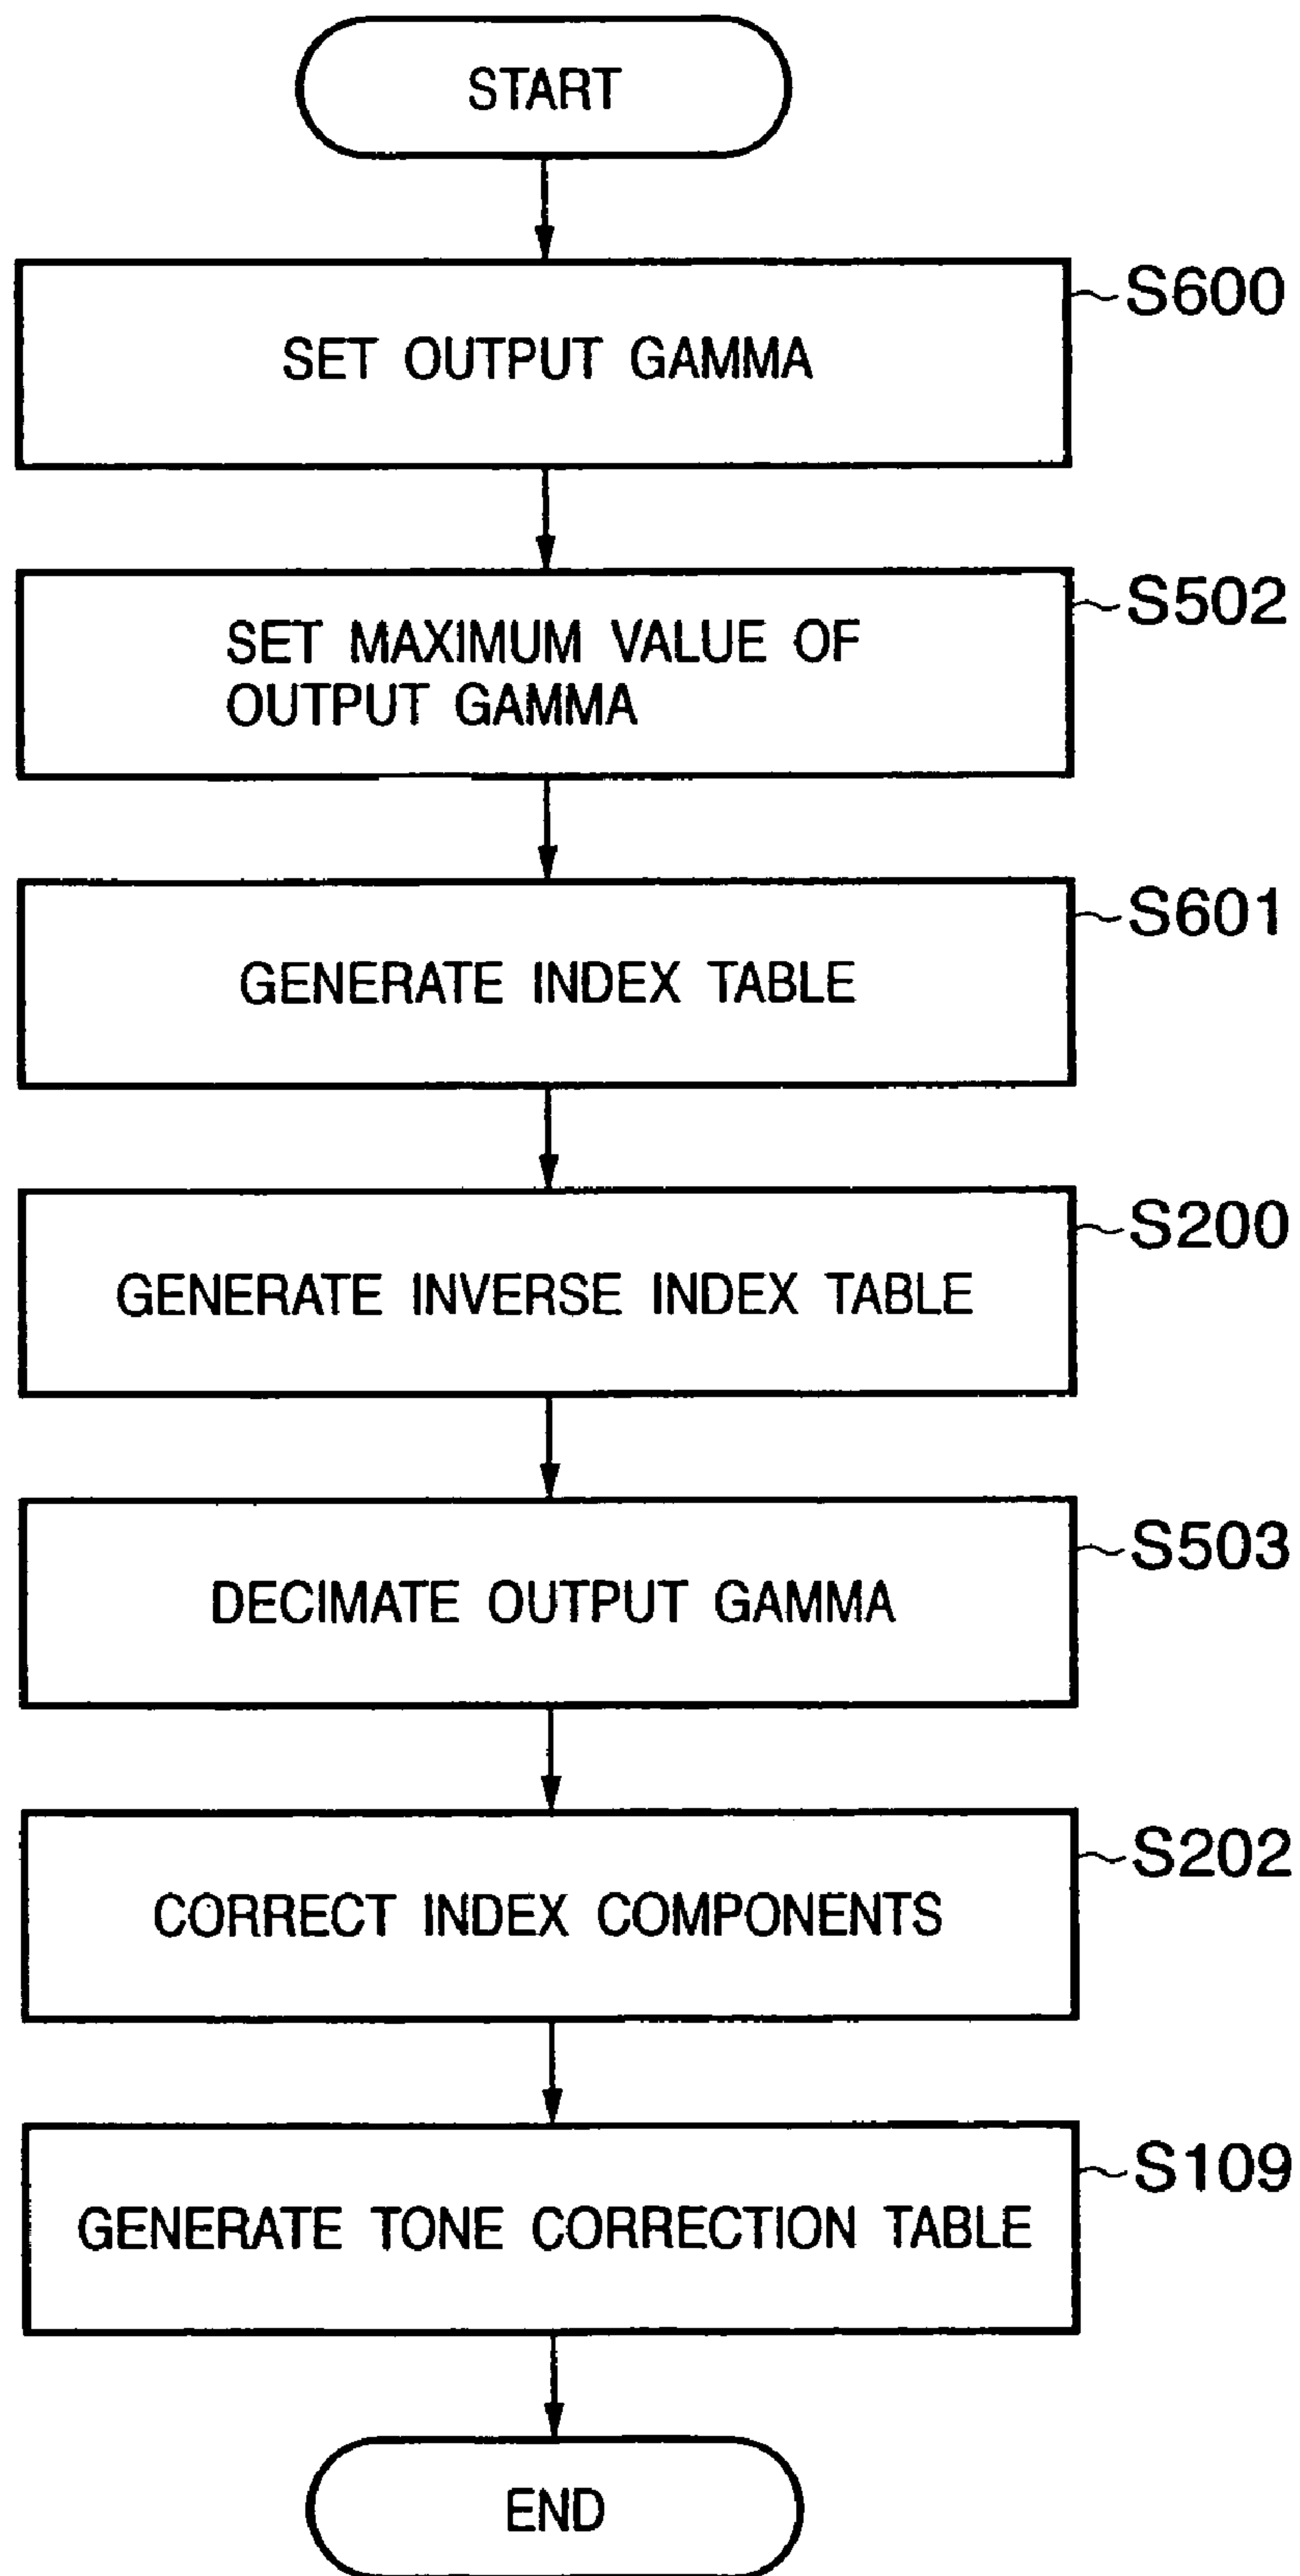 START
S600
SET OUTPUT GAMMA
S502
SET MAXIMUM VALUE OF
OUTPUT GAMMA
S601
GENERATE INDEX TABLE
S200
GENERATE INVERSE INDEX TABLE
S503
DECIMATE OUTPUT GAMMA
S202
CORRECT INDEX COMPONENTS
S109
GENERATE TONE CORRECTION TABLE
END